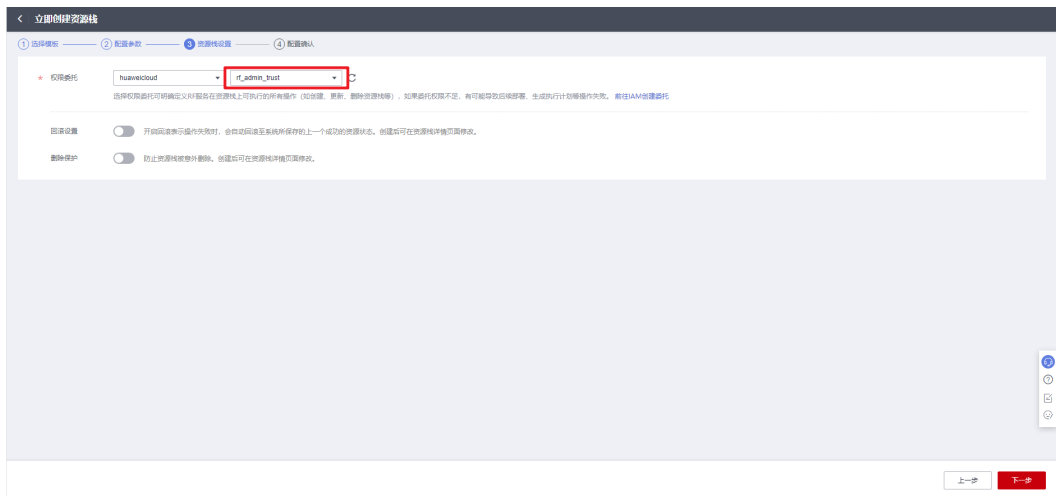 < 立即创建资源栈
1 选择模板 2 配置参数 3 资源栈设置 4 配置确认
★ 权限委托 huaweicloud rf_admin_trust
选择权限委托可明确定义RF服务在资源栈上可执行的所有操作（如创建、更新、删除资源栈等），如果委托权限不足，有可能导致后续部署、生成执行计划等操作失败。 前往IAM创建委托
回滚设置 开启回滚表示操作失败时，会自动回滚至系统所保存的上一个成功的资源状态。创建后可在资源栈详情页面修改。
删除保护 防止资源栈被意外删除。创建后可在资源栈详情页面修改。
上一步 下一步